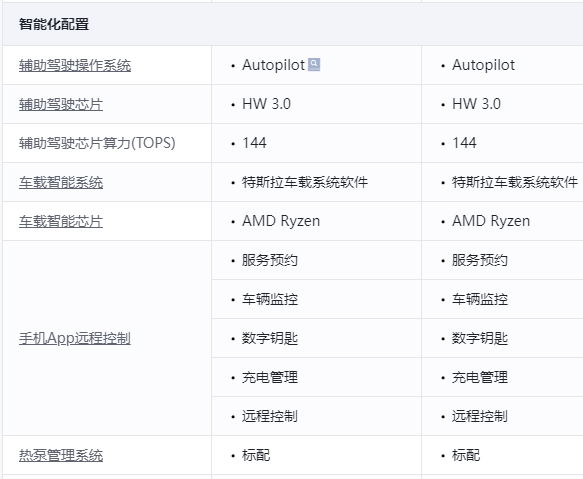 智能化配置
辅助驾驶操作系统 • Autopilot • Autopilot
辅助驾驶芯片 • HW 3.0 • HW 3.0
辅助驾驶芯片算力(TOPS) • 144 • 144
车载智能系统 • 特斯拉车载系统软件 • 特斯拉车载系统软件
车载智能芯片 • AMD Ryzen • AMD Ryzen
• 服务预约 • 服务预约
• 车辆监控 • 车辆监控
手机App远程控制 • 数字钥匙 • 数字钥匙
• 充电管理 • 充电管理
• 远程控制 • 远程控制
热泵管理系统 • 标配 • 标配